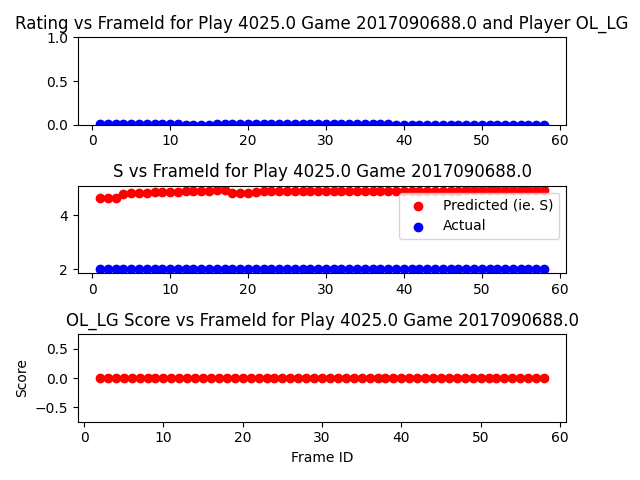 Rating vs FrameId for Play 4025.0 Game 2017090688.0 and Player OL_LG
1.0
0.5
0.0
0 10 20 30 40 50 60
S vs FrameId for Play 4025.0 Game 2017090688.0
4
2
Predicted (ie. S)
Actual
0 10 20 30 40 50 60
OL_LG Score vs FrameId for Play 4025.0 Game 2017090688.0
Score
0.5
0.0
−0.5
0 10 20 30 40 50 60
Frame ID